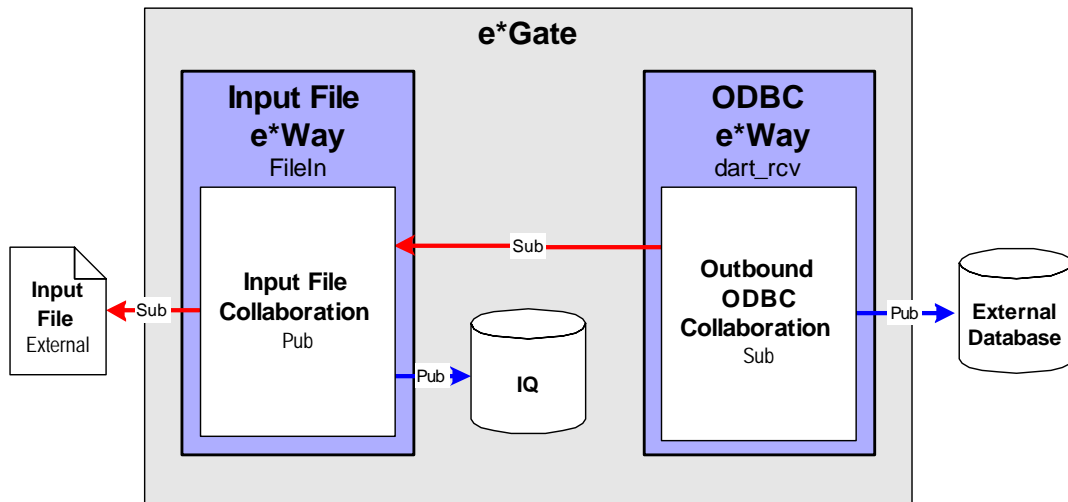 e*Gate
Input File
e*Way
FileIn
ODBC
e*Way
dart_rcv
Input
File
External
Sub
Input File
Collaboration
Pub
Sub
Pub
IQ
Outbound
ODBC
Collaboration
Sub
Pub
External
Database